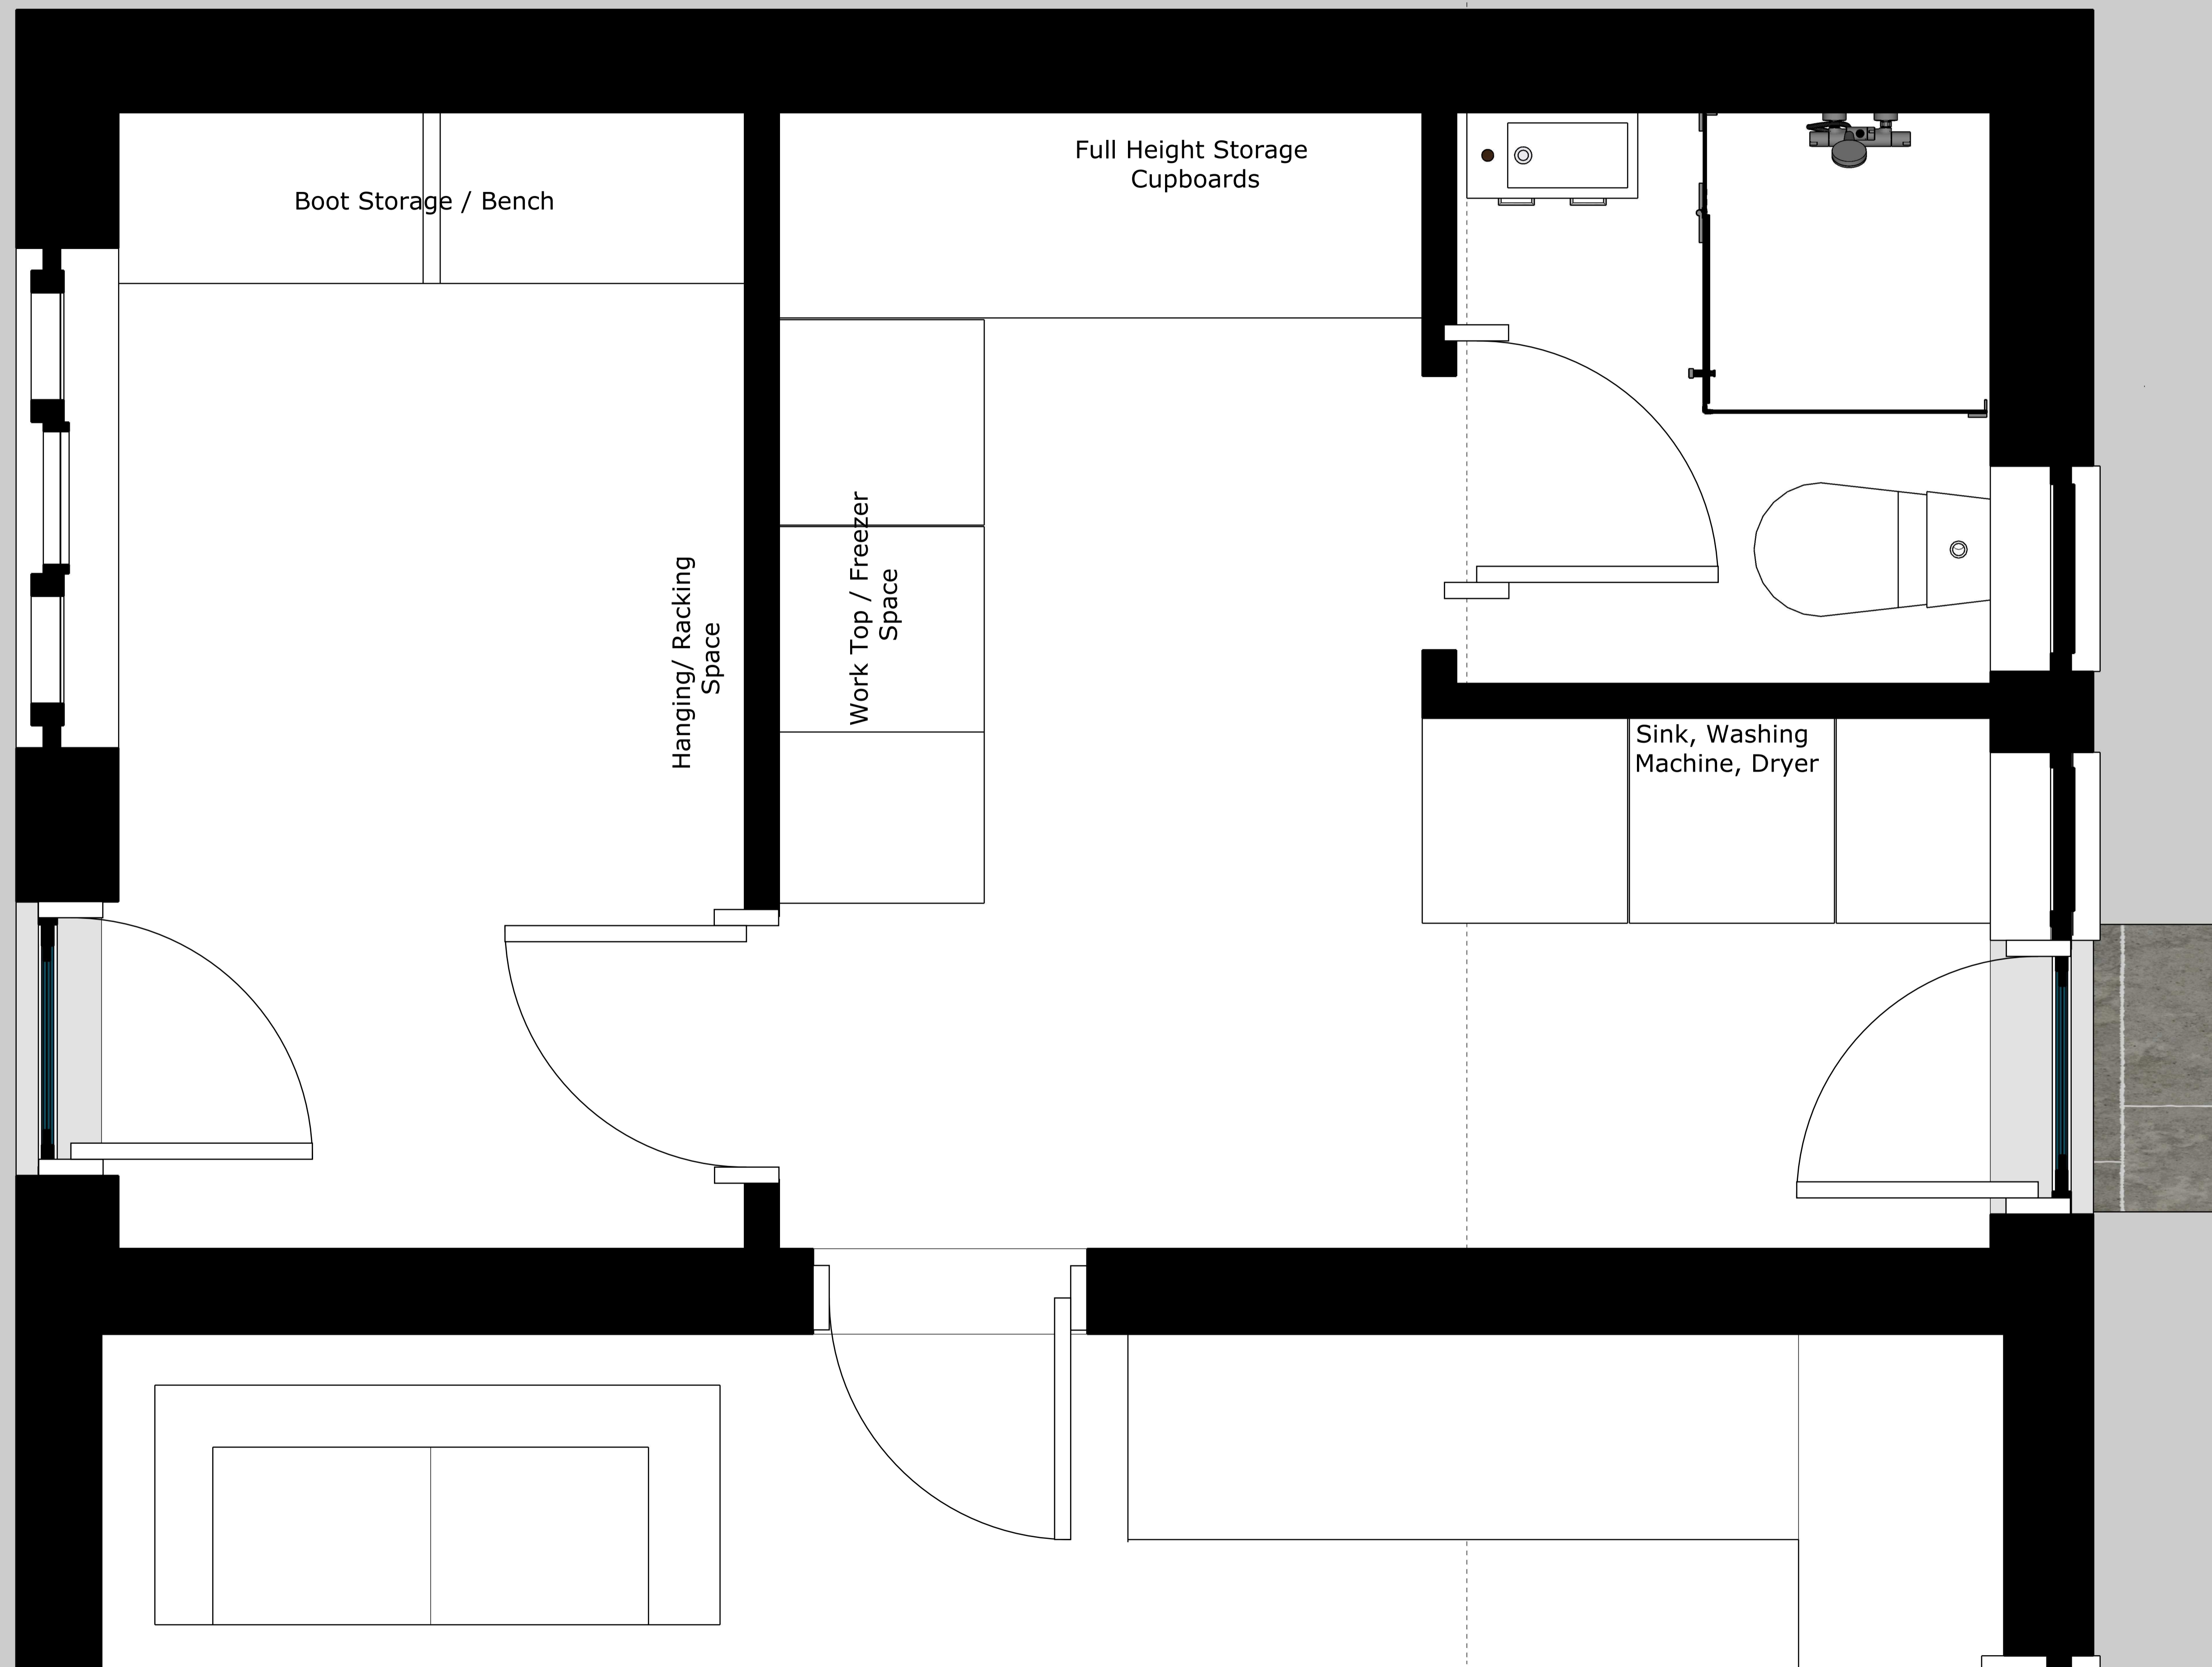 Boot Storage / Bench
Full Height Storage
Cupboards
Hanging/ Racking
Space
Work Top / Freezer
Space
Sink, Washing
Machine, Dryer